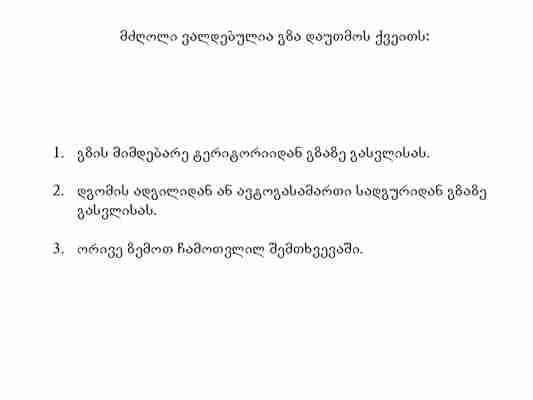 მძღოლი ვალდებულია გზა დაუთმოს ქვეითს:
1. გზის მიმდებარე ტერიტორიიდან გზაზე გასვლისას.
2. დგომის ადგილიდან ან ავტოგასამართი სადგურიდან გზაზე
გასვლისას.
3. ორივე ზემოთ ჩამოთვლილ შემთხვევაში.